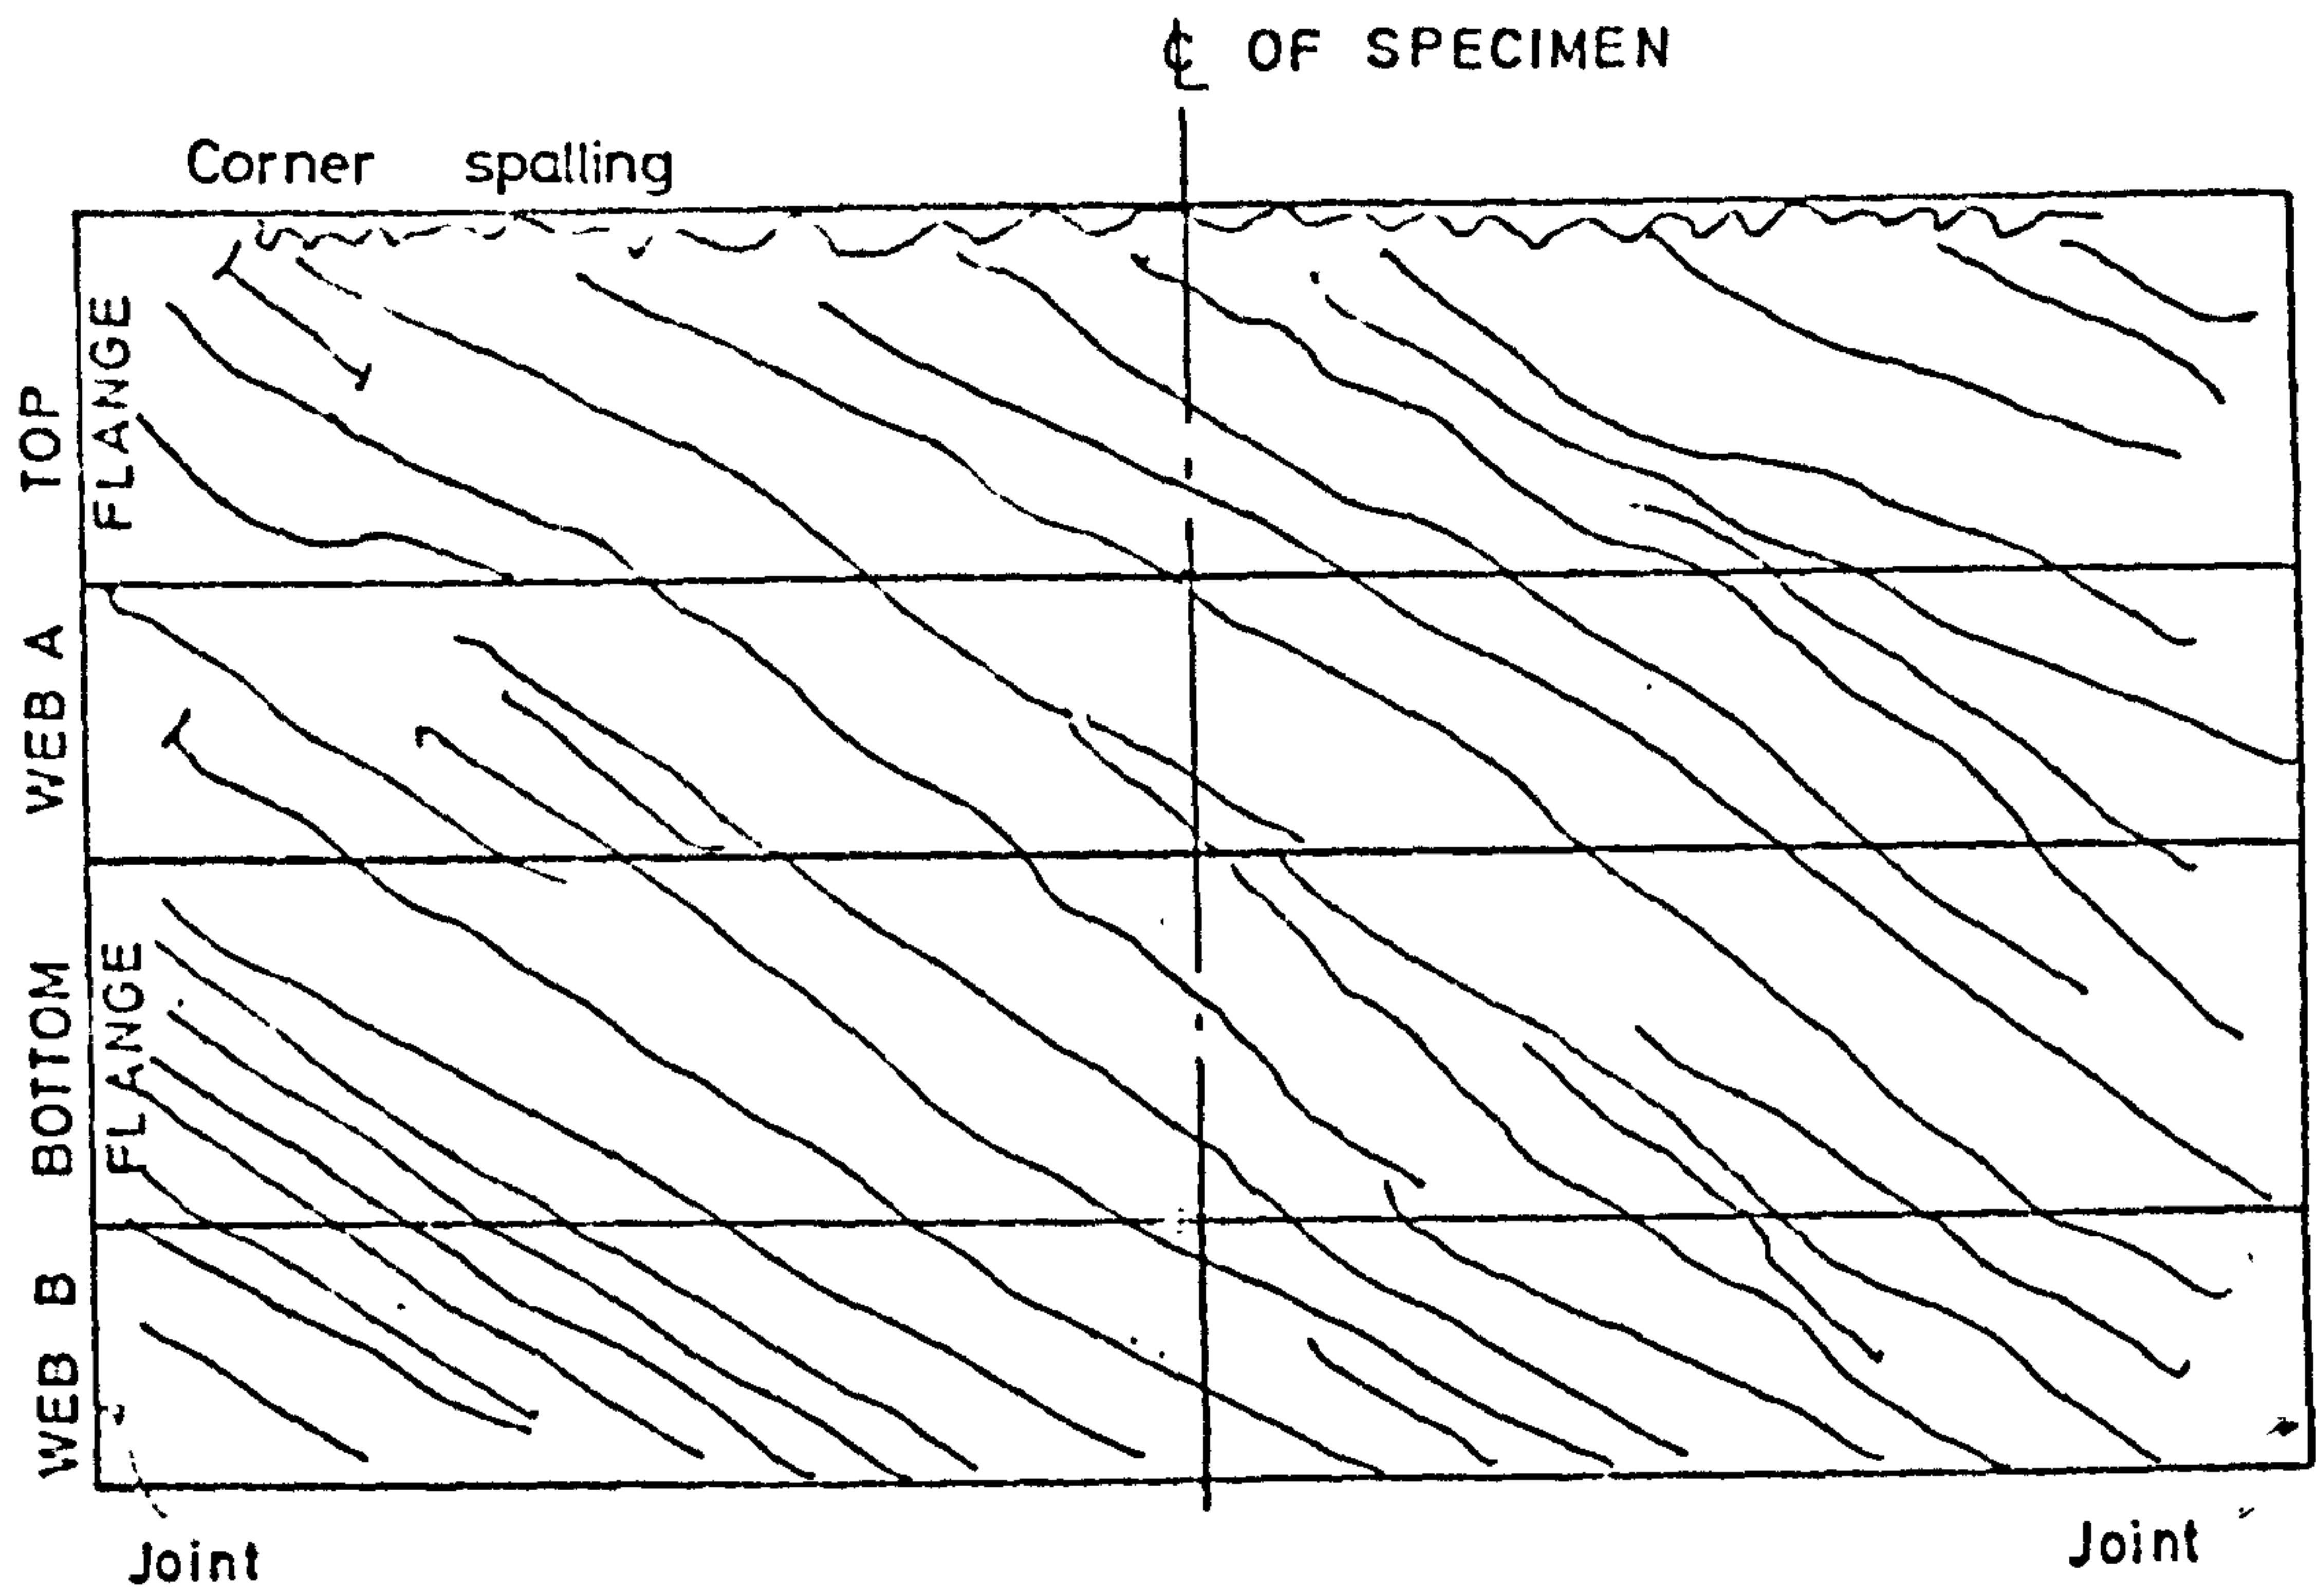 ℄ OF SPECIMEN
Corner spalling
TOP
FLANGE
WEB A
BOTTOM
FLANGE
WEB B
Joint
Joint